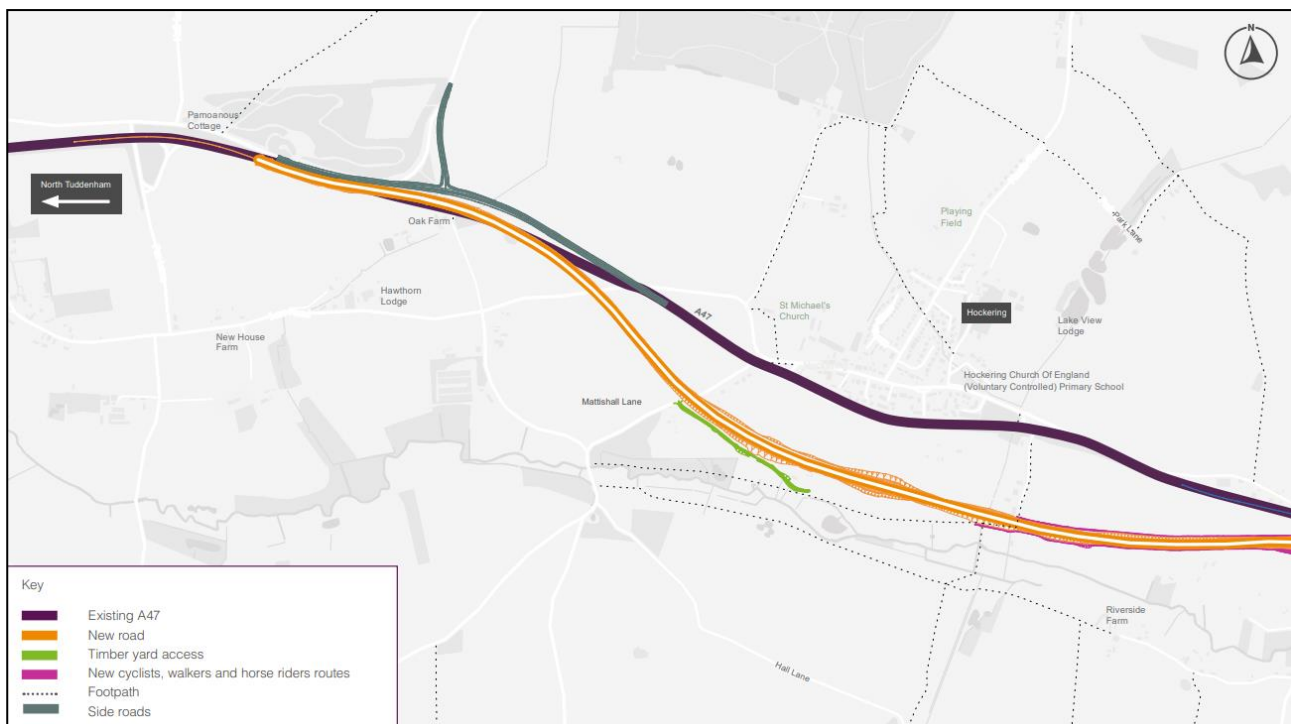 N
Pamoanous
Cottage
North Tuddenham
Oak Farm
Playing
Field
Park Lane
Hawthorn
Lodge
A47
St Michael's
Church
Hockering
Lake View
Lodge
New House
Farm
Hockering Church Of England
(Voluntary Controlled) Primary School
Mattishall Lane
Riverside
Farm
Hall Lane
Key
Existing A47
New road
Timber yard access
New cyclists, walkers and horse riders routes
Footpath
Side roads